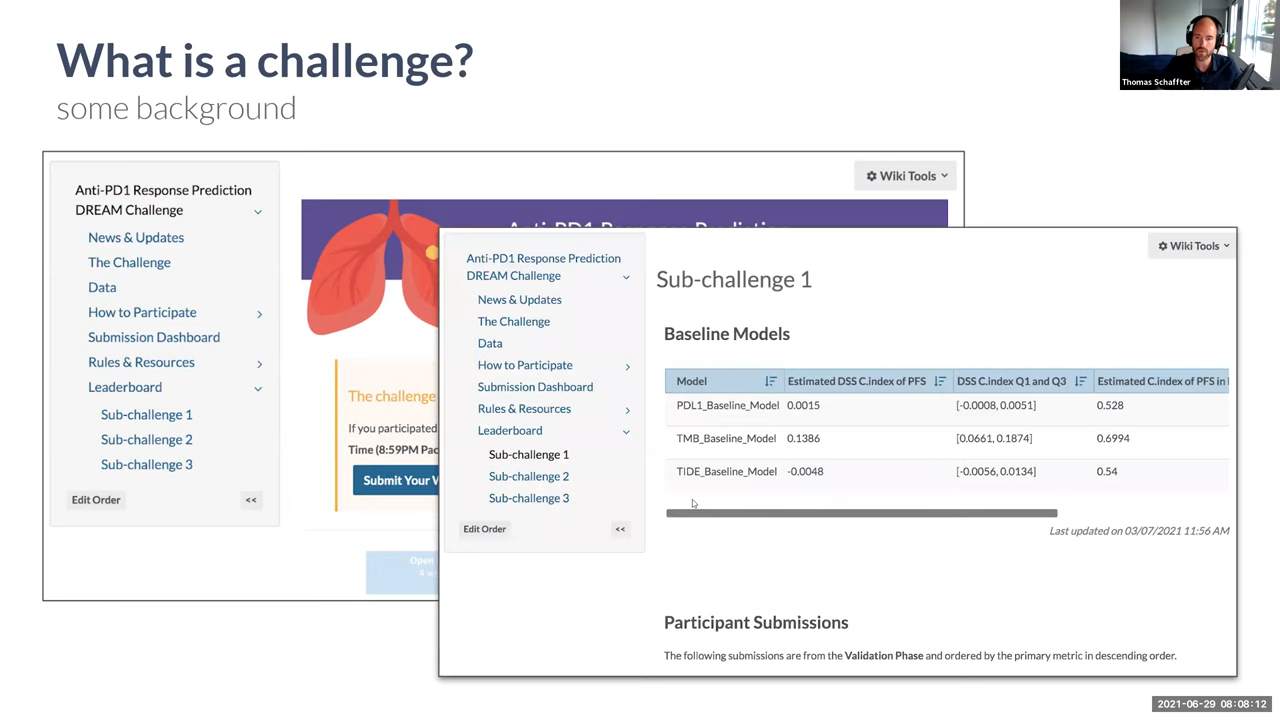 What is a challenge?
some background
Thomas Schaffter
Anti-PD1 Response Prediction
DREAM Challenge
News & Updates
The Challenge
Data
How to Participate
Submission Dashboard
Rules & Resources
Leaderboard
Sub-challenge 1
Sub-challenge 2
Sub-challenge 3
Edit Order
<<
Wiki Tools
The challenge
If you participated
Time (8:59PM Pac
Submit Your W
Open
Anti-PD1 Response Prediction
DREAM Challenge
News & Updates
The Challenge
Data
How to Participate
Submission Dashboard
Rules & Resources
Leaderboard
Sub-challenge 1
Sub-challenge 2
Sub-challenge 3
Edit Order
<<
Wiki Tools
Sub-challenge 1
Baseline Models
Model Estimated DSS C.index of PFS DSS C.index Q1 and Q3 Estimated C.index of PFS in
PDL1_Baseline_Model 0.0015 [-0.0008, 0.0051] 0.528
TMB_Baseline_Model 0.1386 [0.0661, 0.1874] 0.6994
TIDE_Baseline_Model -0.0048 [-0.0056, 0.0134] 0.54
Last updated on 03/07/2021 11:56 AM
Participant Submissions
The following submissions are from the Validation Phase and ordered by the primary metric in descending order.
2021-06-29 08:08:12